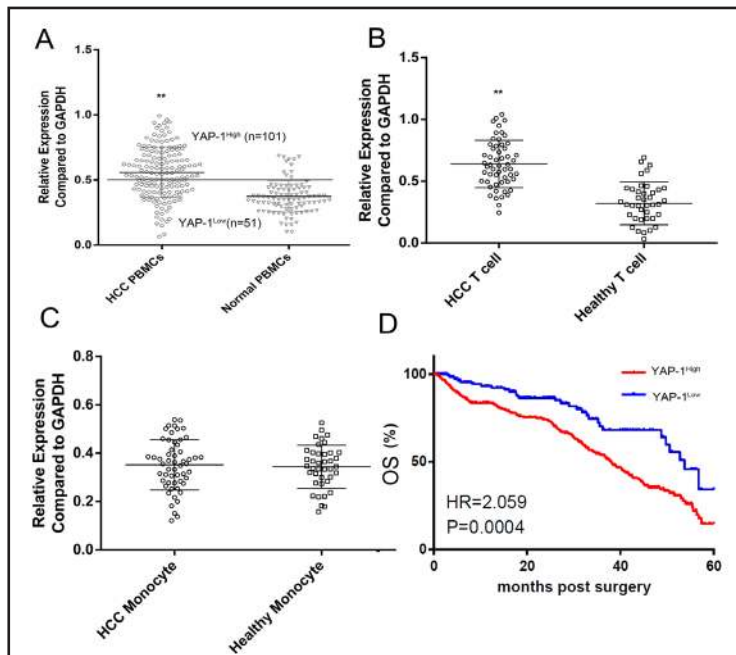 A
Relative Expression
Compared to GAPDH
1.5
1.0
0.5
0.0
**
YAP-1High (n=101)
YAP-1Low(n=51)
HCC PBMCs
Normal PBMCs
B
Relative Expression
Compared to GAPDH
1.5
1.0
0.5
0.0
**
HCC T cell
Healthy T cell
C
Relative Expression
Compared to GAPDH
0.8
0.6
0.4
0.2
0.0
HCC Monocyte
Healthy Monocyte
D
OS (%)
100
50
0
YAP-1High
YAP-1Low
HR=2.059
P=0.0004
0
20
40
60
months post surgery